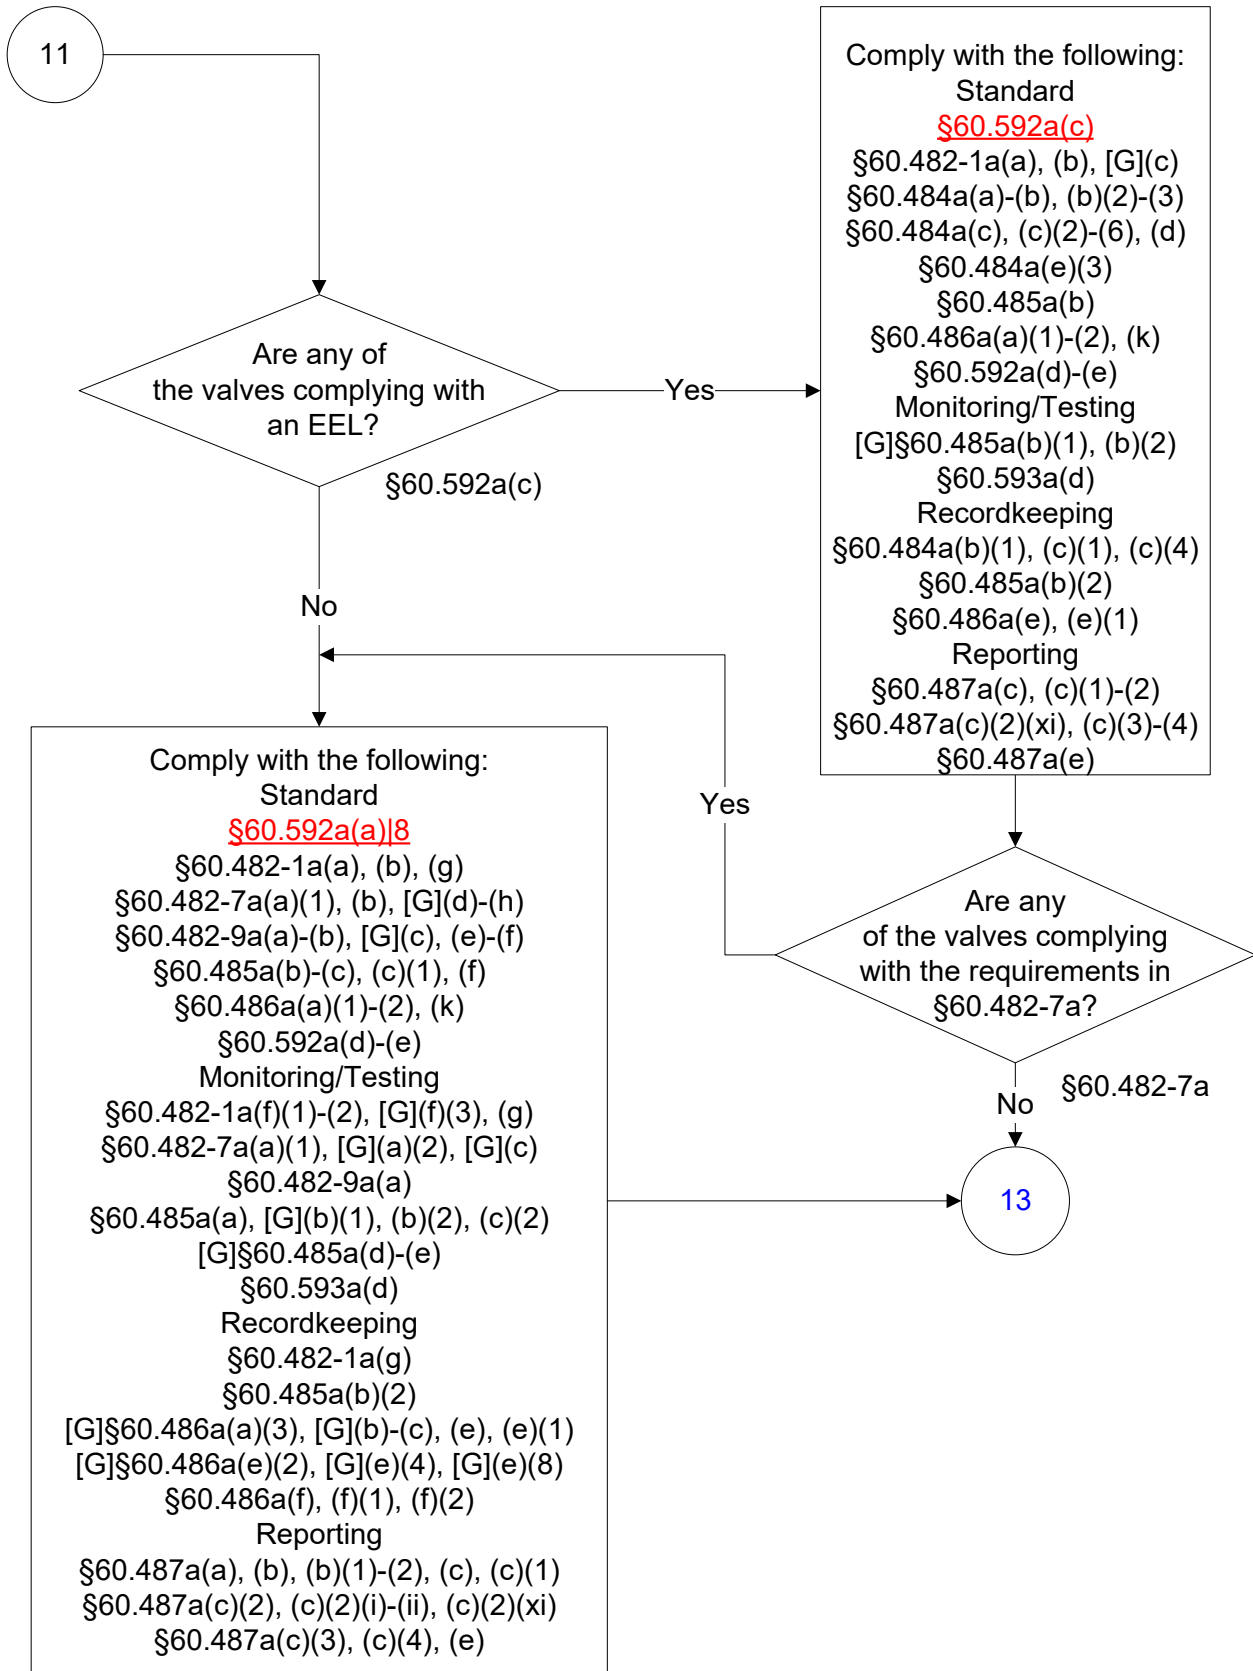 11
Are any of
the valves complying with
an EEL?
§60.592a(c)
Yes
No
Comply with the following:
Standard
§60.592a(c)
§60.482-1a(a), (b), [G](c)
§60.484a(a)-(b), (b)(2)-(3)
§60.484a(c), (c)(2)-(6), (d)
§60.484a(e)(3)
§60.485a(b)
§60.486a(a)(1)-(2), (k)
§60.592a(d)-(e)
Monitoring/Testing
[G]§60.485a(b)(1), (b)(2)
§60.593a(d)
Recordkeeping
§60.484a(b)(1), (c)(1), (c)(4)
§60.485a(b)(2)
§60.486a(e), (e)(1)
Reporting
§60.487a(c), (c)(1)-(2)
§60.487a(c)(2)(xi), (c)(3)-(4)
§60.487a(e)
Are any
of the valves complying
with the requirements in
§60.482-7a?
§60.482-7a
Yes
No
Comply with the following:
Standard
§60.592a(a)|8
§60.482-1a(a), (b), (g)
§60.482-7a(a)(1), (b), [G](d)-(h)
§60.482-9a(a)-(b), [G](c), (e)-(f)
§60.485a(b)-(c), (c)(1), (f)
§60.486a(a)(1)-(2), (k)
§60.592a(d)-(e)
Monitoring/Testing
§60.482-1a(f)(1)-(2), [G](f)(3), (g)
§60.482-7a(a)(1), [G](a)(2), [G](c)
§60.482-9a(a)
§60.485a(a), [G](b)(1), (b)(2), (c)(2)
[G]§60.485a(d)-(e)
§60.593a(d)
Recordkeeping
§60.482-1a(g)
§60.485a(b)(2)
[G]§60.486a(a)(3), [G](b)-(c), (e), (e)(1)
[G]§60.486a(e)(2), [G](e)(4), [G](e)(8)
§60.486a(f), (f)(1), (f)(2)
Reporting
§60.487a(a), (b), (b)(1)-(2), (c), (c)(1)
§60.487a(c)(2), (c)(2)(i)-(ii), (c)(2)(xi)
§60.487a(c)(3), (c)(4), (e)
13